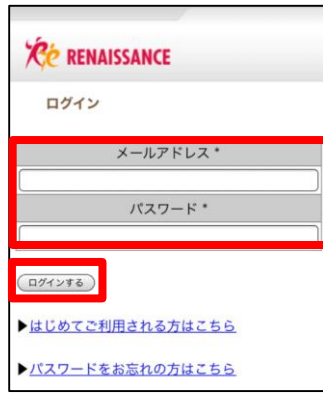 RENAISSANCE
ログイン
メールアドレス *
パスワード *
ログインする
▶はじめてご利用される方はこちら
▶パスワードをお忘れの方はこちら